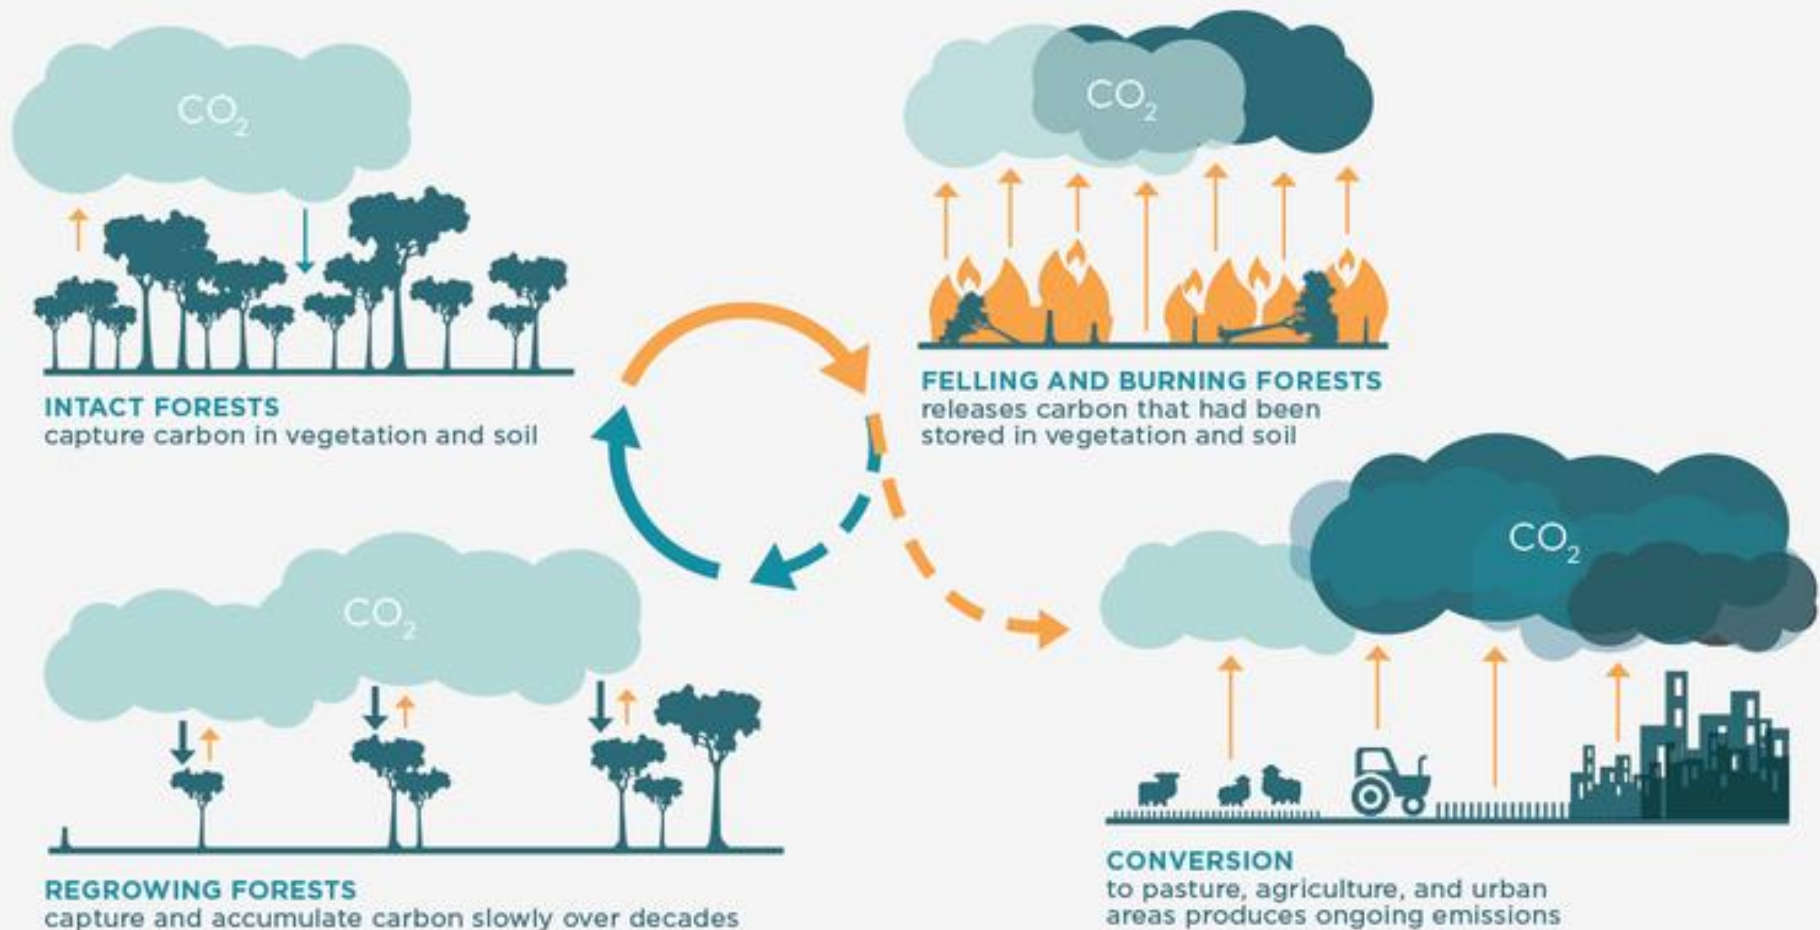 CO₂
INTACT FORESTS
capture carbon in vegetation and soil
CO₂
FELLING AND BURNING FORESTS
releases carbon that had been
stored in vegetation and soil
CO₂
REGROWING FORESTS
capture and accumulate carbon slowly over decades
CO₂
CONVERSION
to pasture, agriculture, and urban
areas produces ongoing emissions